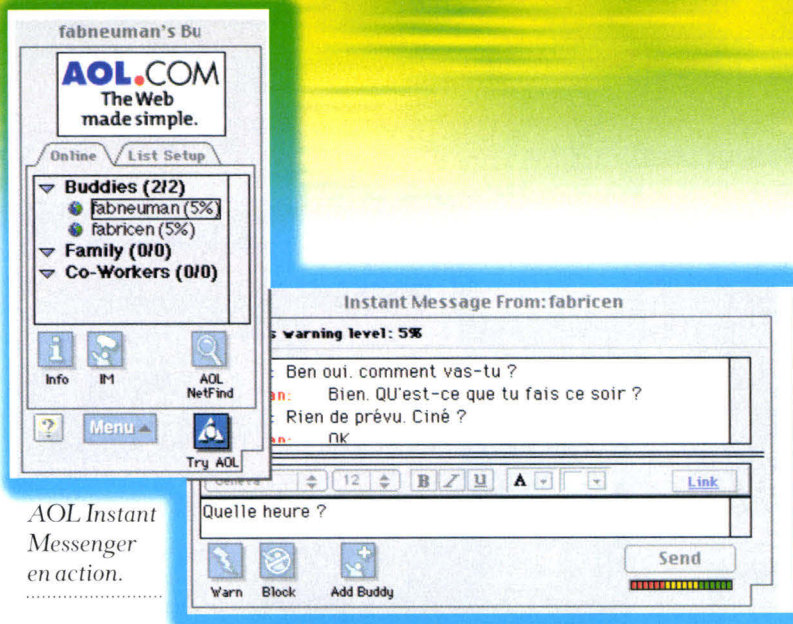 fabneuman's Bu
AOL.COM
The Web
made simple.
Online
List Setup
Buddies (2/2)
fabneuman (5%)
fabricen (5%)
Family (0/0)
Co-Workers (0/0)
Info
IM
AOL
NetFind
?
Menu
Try AOL
Instant Message From: fabricen
s warning level: 5%
: Ben oui. comment vas-tu ?
an: Bien. QU'est-ce que tu fais ce soir ?
: Rien de prévu. Ciné ?
an: OK
Geneva
12
B I U
A
Link
Quelle heure ?
Warn
Block
Add Buddy
Send
AOL Instant
Messenger
en action.